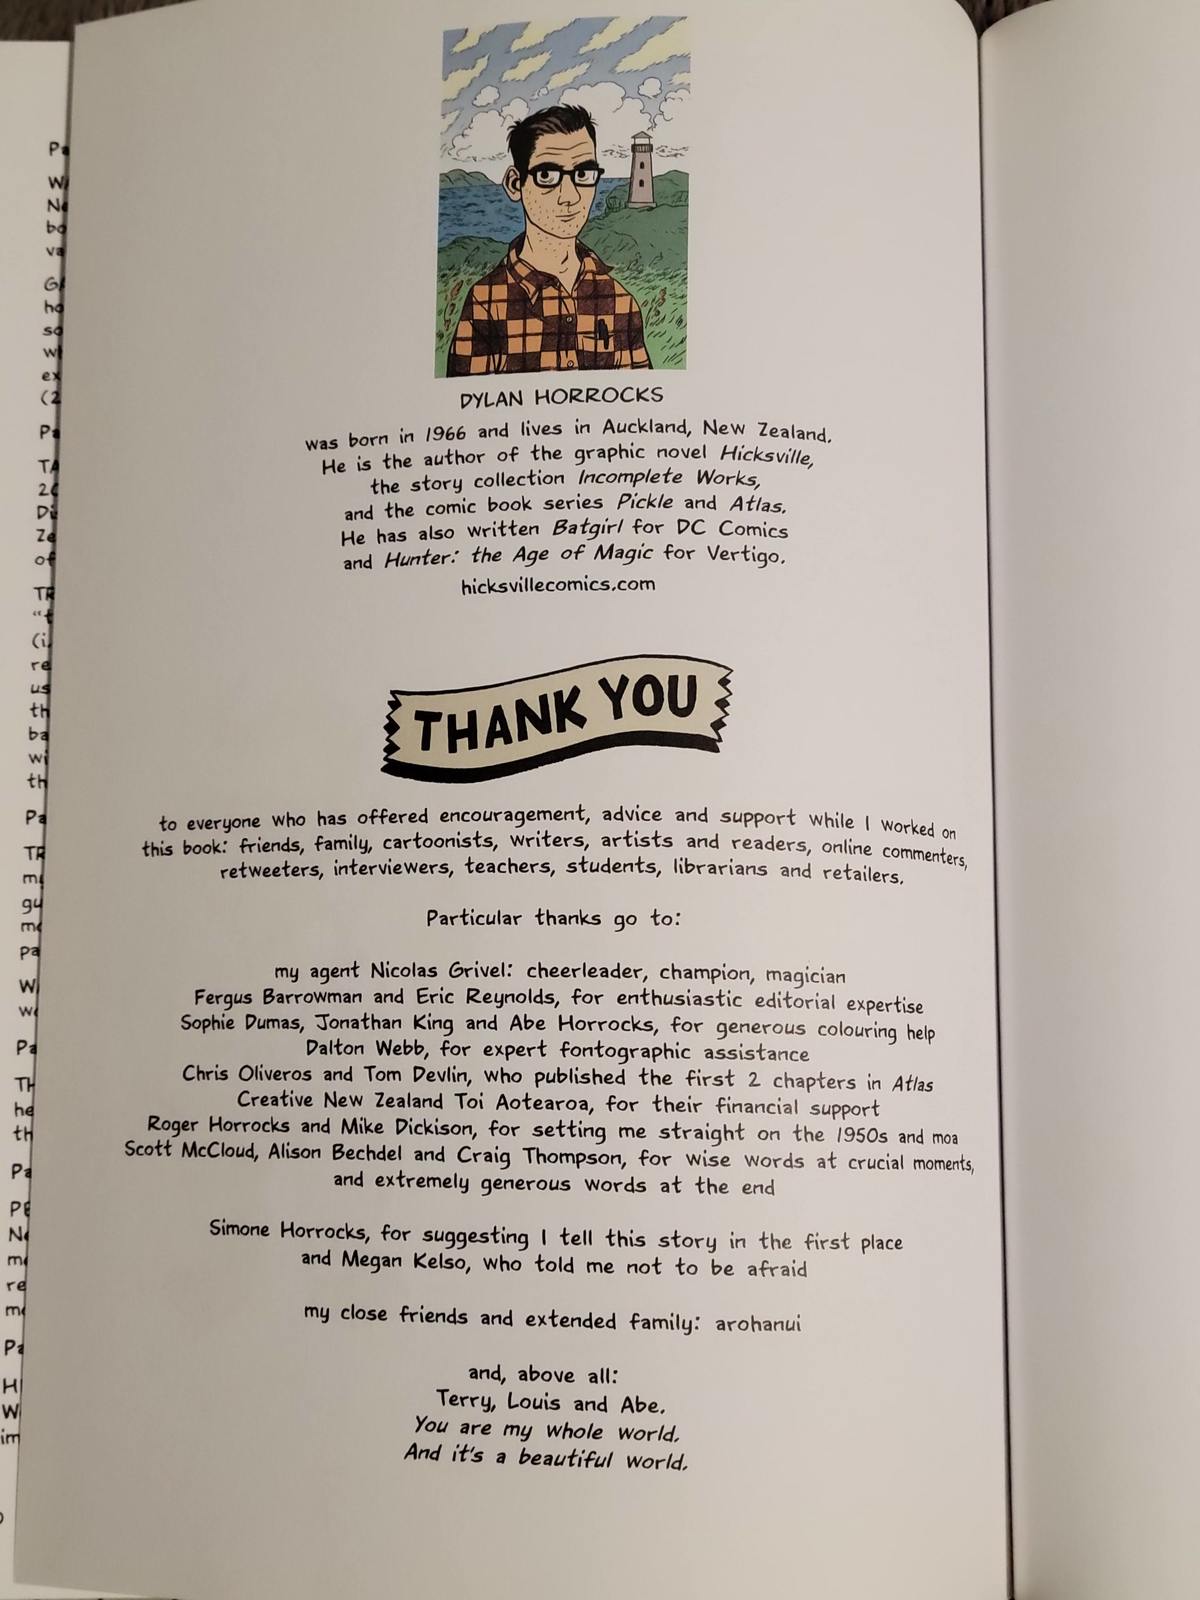 DYLAN HORROCKS
was born in 1966 and lives in Auckland, New Zealand.
He is the author of the graphic novel Hicksville,
the story collection Incomplete Works,
and the comic book series Pickle and Atlas.
He has also written Batgirl for DC Comics
and Hunter: the Age of Magic for Vertigo.
hicksvillecomics.com
THANK YOU
to everyone who has offered encouragement, advice and support while I worked on
this book: friends, family, cartoonists, writers, artists and readers, online commenters,
retweeters, interviewers, teachers, students, librarians and retailers.
Particular thanks go to:
my agent Nicolas Grivel: cheerleader, champion, magician
Fergus Barrowman and Eric Reynolds, for enthusiastic editorial expertise
Sophie Dumas, Jonathan King and Abe Horrocks, for generous colouring help
Dalton Webb, for expert fontographic assistance
Chris Oliveros and Tom Devlin, who published the first 2 chapters in Atlas
Creative New Zealand Toi Aotearoa, for their financial support
Roger Horrocks and Mike Dickison, for setting me straight on the 1950s and moa
Scott McCloud, Alison Bechdel and Craig Thompson, for wise words at crucial moments,
and extremely generous words at the end
Simone Horrocks, for suggesting I tell this story in the first place
and Megan Kelso, who told me not to be afraid
my close friends and extended family: arohanui
and, above all:
Terry, Louis and Abe.
You are my whole world.
And it's a beautiful world.